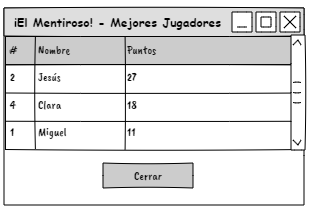 ¡El Mentiroso! - Mejores Jugadores
# Nombre Puntos
2 Jesús 27
4 Clara 18
1 Miguel 11
Cerrar